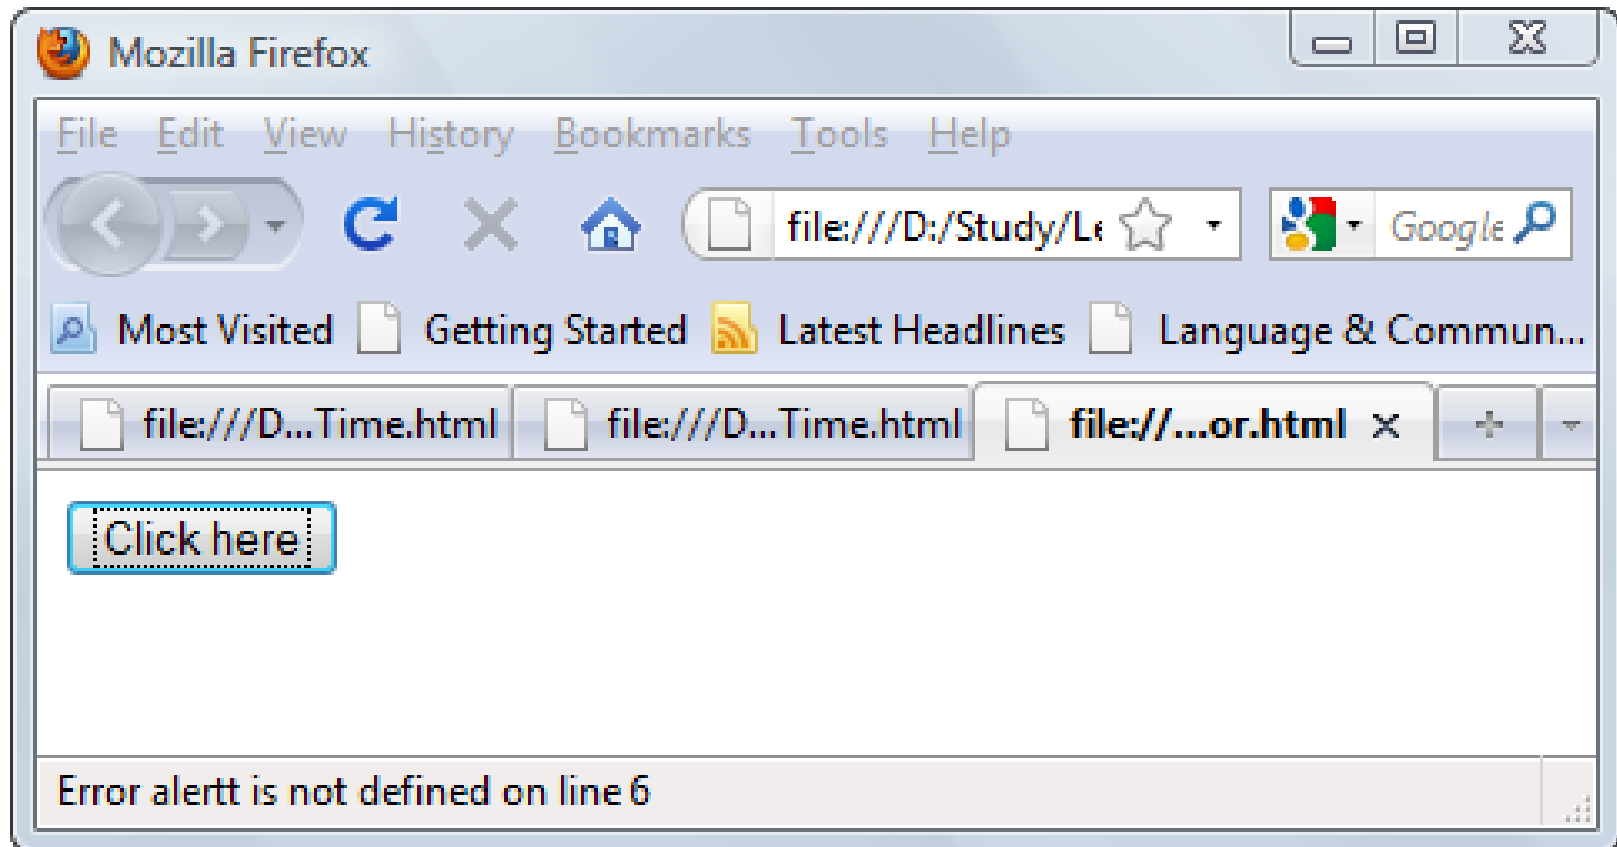 Mozilla Firefox
File Edit View History Bookmarks Tools Help
file:///D:/Study/Le Google
Most Visited Getting Started Latest Headlines Language & Commun...
file:///D...Time.html file:///D...Time.html file://...or.html
Click here
Error alertt is not defined on line 6